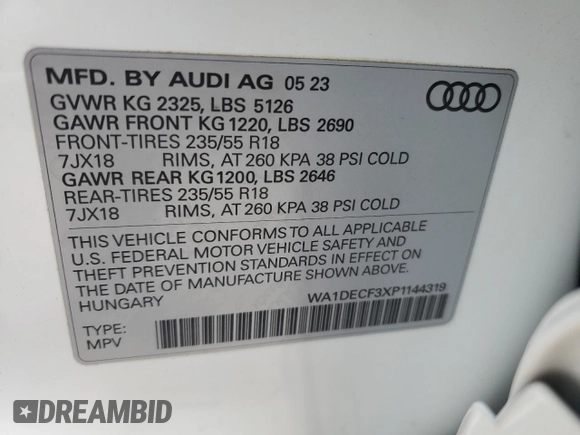 MFD. BY AUDI AG 05 23
GVWR KG 2325, LBS 5126
GAWR FRONT KG 1220, LBS 2690
FRONT-TIRES 235/55 R18
7JX18 RIMS, AT 260 KPA 38 PSI COLD
GAWR REAR KG 1200, LBS 2646
REAR-TIRES 235/55 R18
7JX18 RIMS, AT 260 KPA 38 PSI COLD
THIS VEHICLE CONFORMS TO ALL APPLICABLE
U.S. FEDERAL MOTOR VEHICLE SAFETY AND
THEFT PREVENTION STANDARDS IN EFFECT ON
THE DATE OF MANUFACTURE SHOWN ABOVE.
HUNGARY
WA1DECF3XP1144319
TYPE:
MPV
DREAMBID